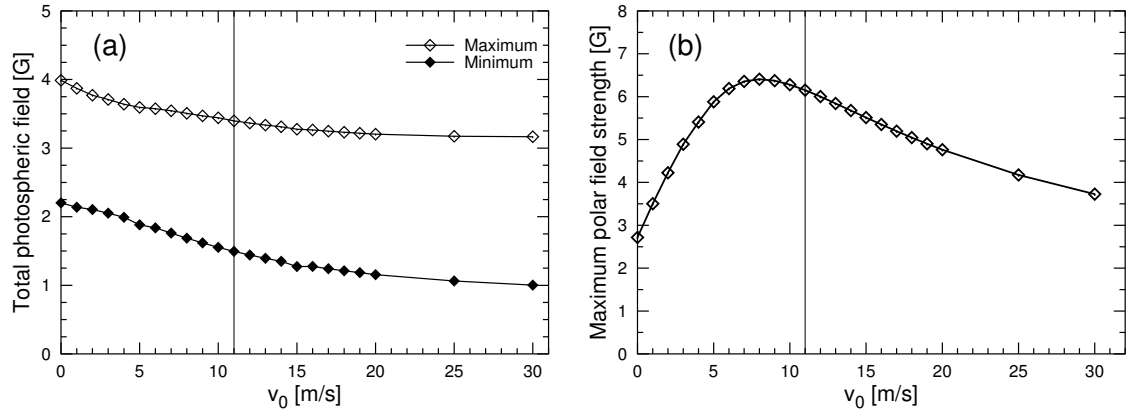 (a)
Maximum
Minimum
Total photospheric field [G]
5
4
3
2
1
0
0 5 10 15 20 25 30
v0 [m/s]
(b)
Maximum polar field strength [G]
8
7
6
5
4
3
2
1
0
0 5 10 15 20 25 30
v0 [m/s]